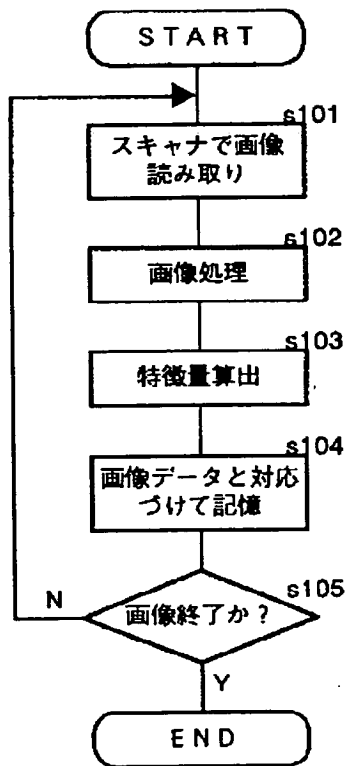 START
s101
スキャナで画像
読み取り
s102
画像処理
s103
特徴量算出
s104
画像データと対応
づけて記憶
s105
画像終了か?
N
Y
END